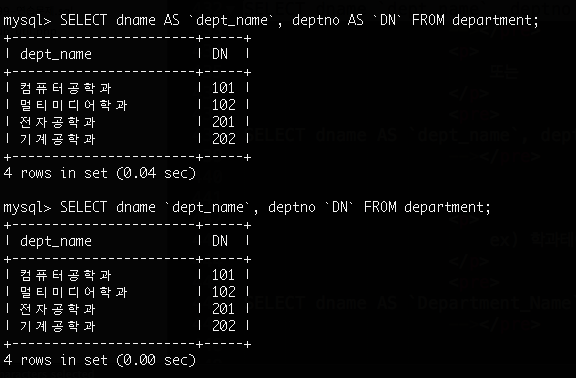 mysql> SELECT dname AS `dept_name`, deptno AS `DN` FROM department;
+----------------------+-----+
| dept_name            | DN  |
+----------------------+-----+
| 컴퓨터공학과         | 101 |
| 멀티미디어학과       | 102 |
| 전자공학과           | 201 |
| 기계공학과           | 202 |
+----------------------+-----+
4 rows in set (0.04 sec)
mysql> SELECT dname `dept_name`, deptno `DN` FROM department;
+----------------------+-----+
| dept_name            | DN  |
+----------------------+-----+
| 컴퓨터공학과         | 101 |
| 멀티미디어학과       | 102 |
| 전자공학과           | 201 |
| 기계공학과           | 202 |
+----------------------+-----+
4 rows in set (0.00 sec)